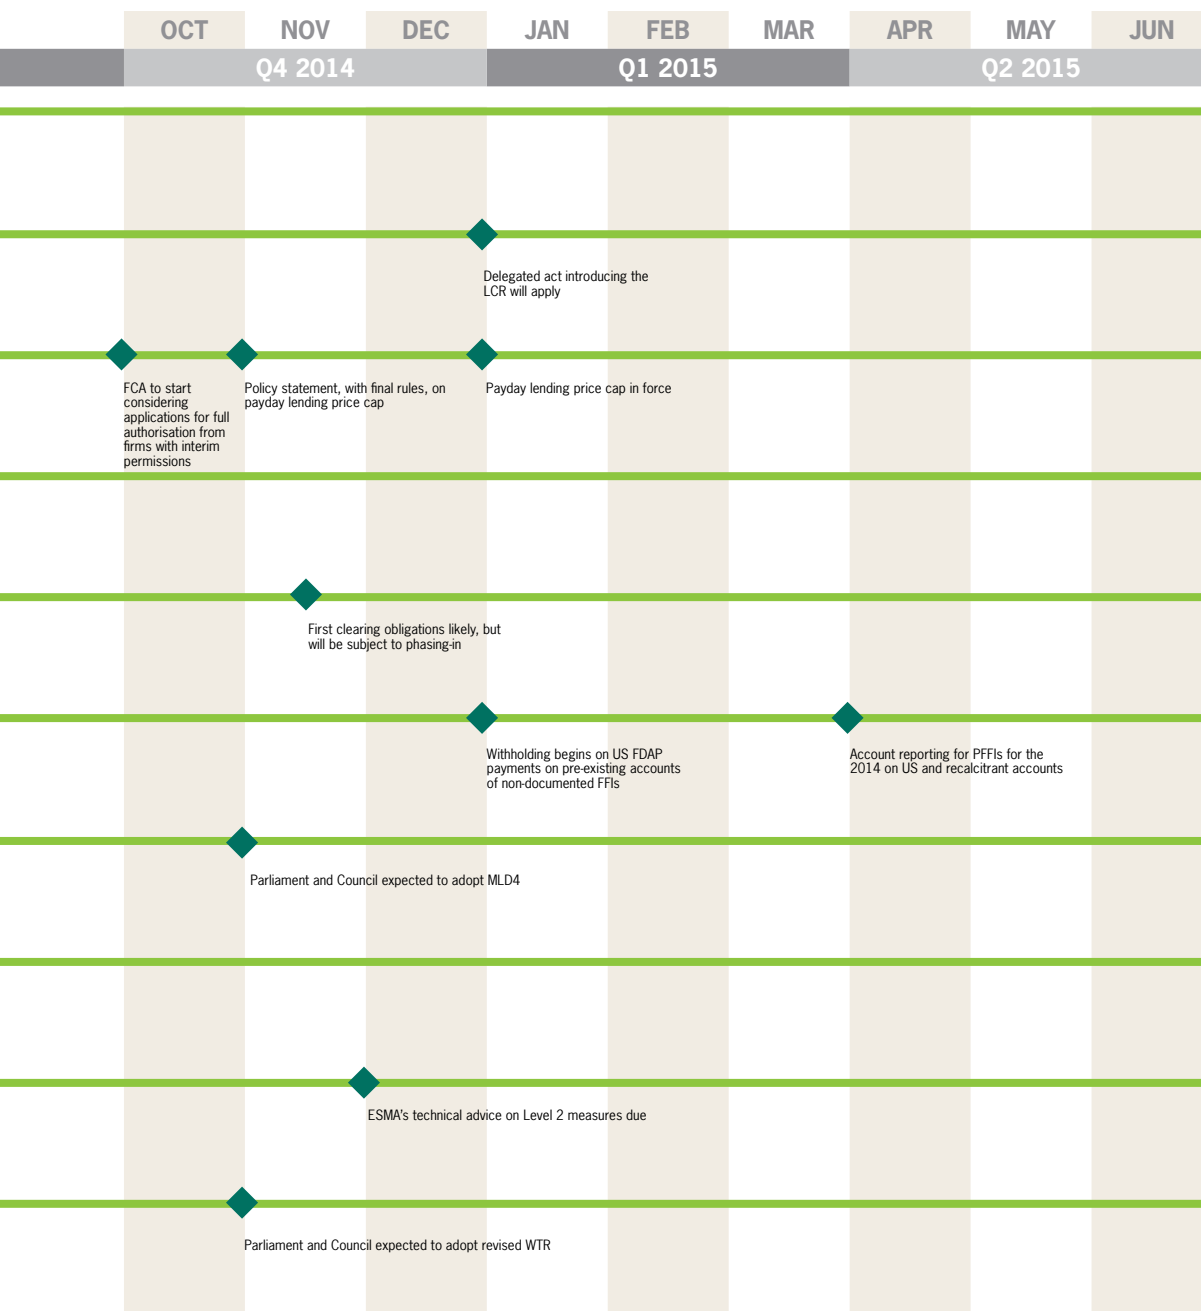 OCT NOV DEC JAN FEB MAR APR MAY JUN
Q4 2014 Q1 2015 Q2 2015
Delegated act introducing the
LCR will apply
FCA to start
considering
applications for full
authorisation from
firms with interim
permissions
Policy statement, with final rules, on
payday lending price cap
Payday lending price cap in force
First clearing obligations likely, but
will be subject to phasing-in
Withholding begins on US FDAP
payments on pre-existing accounts
of non-documented FFIs
Account reporting for PFFIs for the
2014 on US and recalcitrant accounts
Parliament and Council expected to adopt MLD4
ESMA's technical advice on Level 2 measures due
Parliament and Council expected to adopt revised WTR